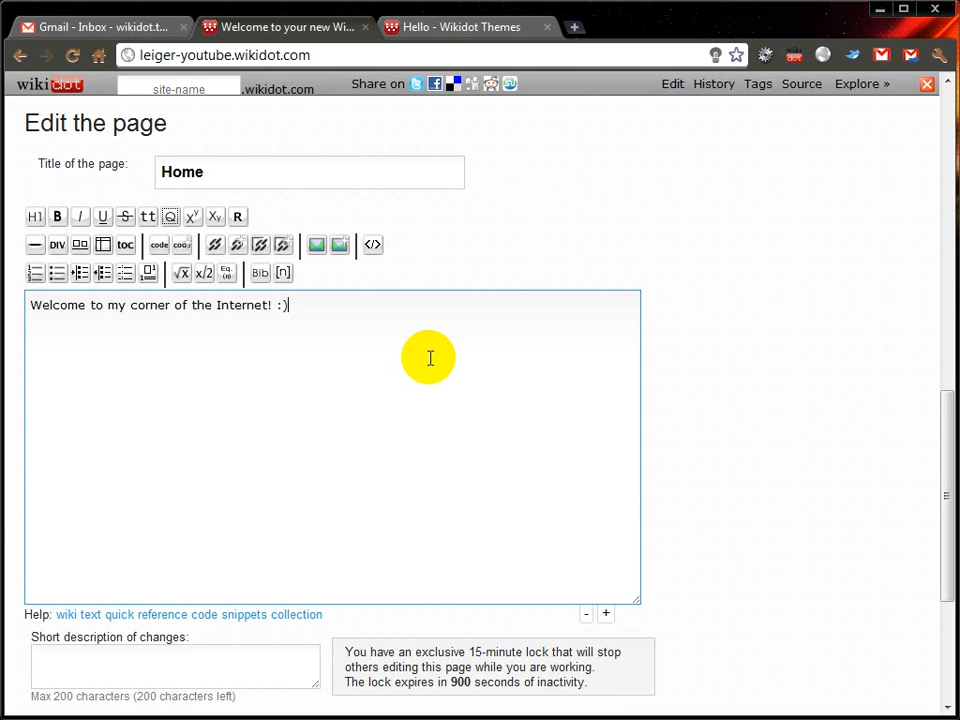 Gmail - Inbox - wikidot.t...
Welcome to your new Wi...
Hello - Wikidot Themes
leiger-youtube.wikidot.com
wikidot
site-name .wikidot.com
Share on
Edit History Tags Source Explore »
Edit the page
Title of the page:
Home
H1 B I U S tt Q X^Y X_Y R
DIV toc code
√x x/2 Eq. (n) Bib [n]
Welcome to my corner of the Internet! :)
Help: wiki text quick reference code snippets collection
- +
Short description of changes:
You have an exclusive 15-minute lock that will stop
others editing this page while you are working.
The lock expires in 900 seconds of inactivity.
Max 200 characters (200 characters left)